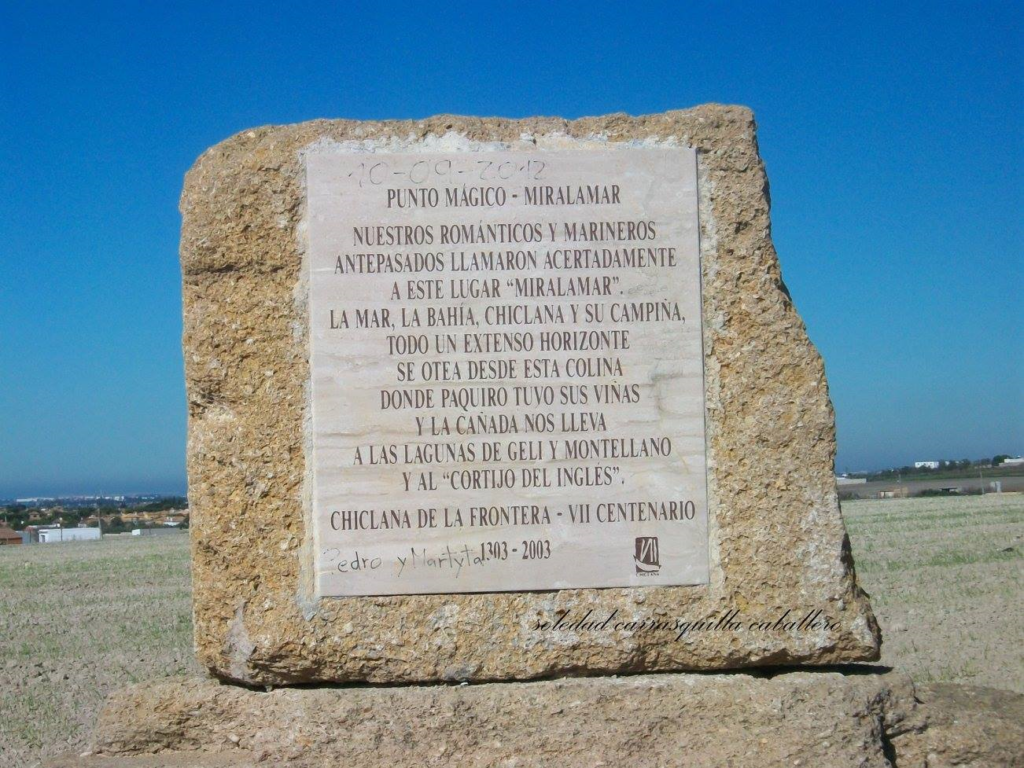 10-09-2012
PUNTO MÁGICO - MIRALAMAR
NUESTROS ROMÁNTICOS Y MARINEROS
ANTEPASADOS LLAMARON ACERTADAMENTE
A ESTE LUGAR “MIRALAMAR”.
LA MAR, LA BAHÍA, CHICLANA Y SU CAMPIÑA,
TODO UN EXTENSO HORIZONTE
SE OTEA DESDE ESTA COLINA
DONDE PAQUIRO TUVO SUS VIÑAS
Y LA CAÑADA NOS LLEVA
A LAS LAGUNAS DE GELI Y MONTELLANO
Y AL “CORTIJO DEL INGLÉS”.
CHICLANA DE LA FRONTERA - VII CENTENARIO
1303 - 2003
Pedro y Martyta
VII
soledad carrasquilla caballero